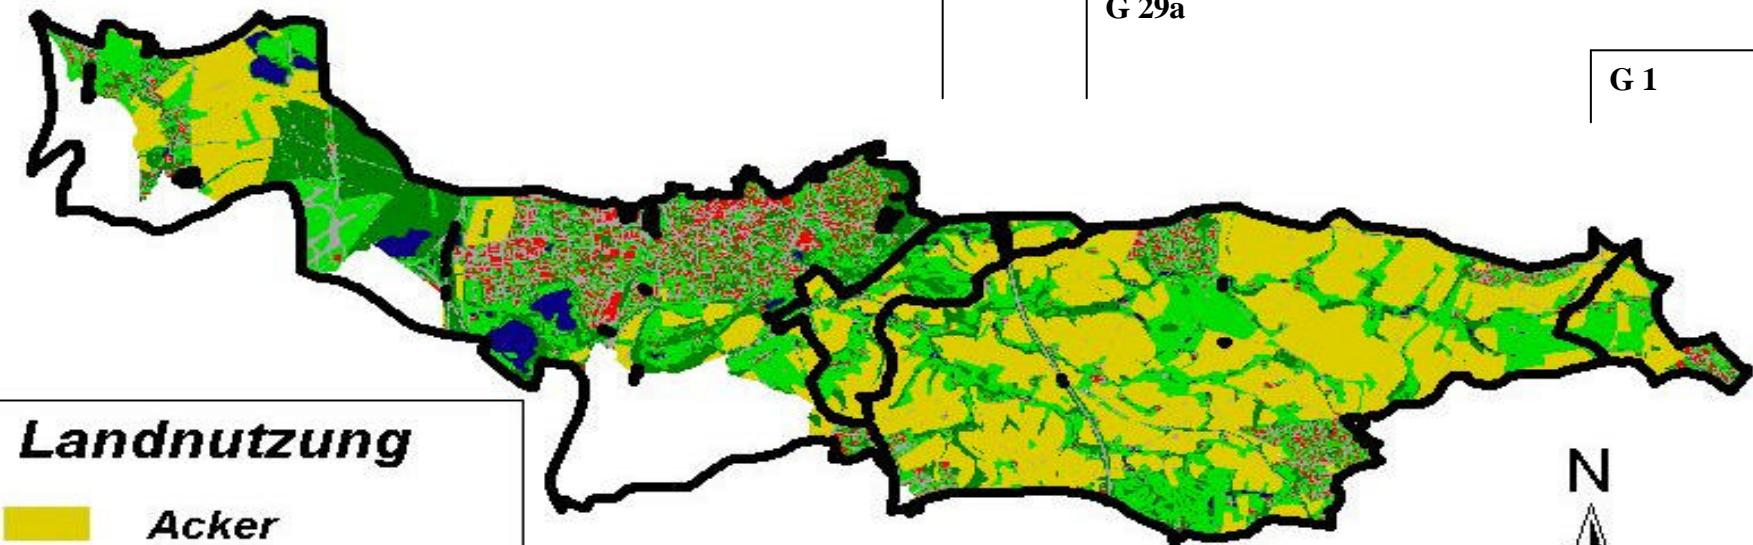 G 29a
G 1
Landnutzung
Acker
N